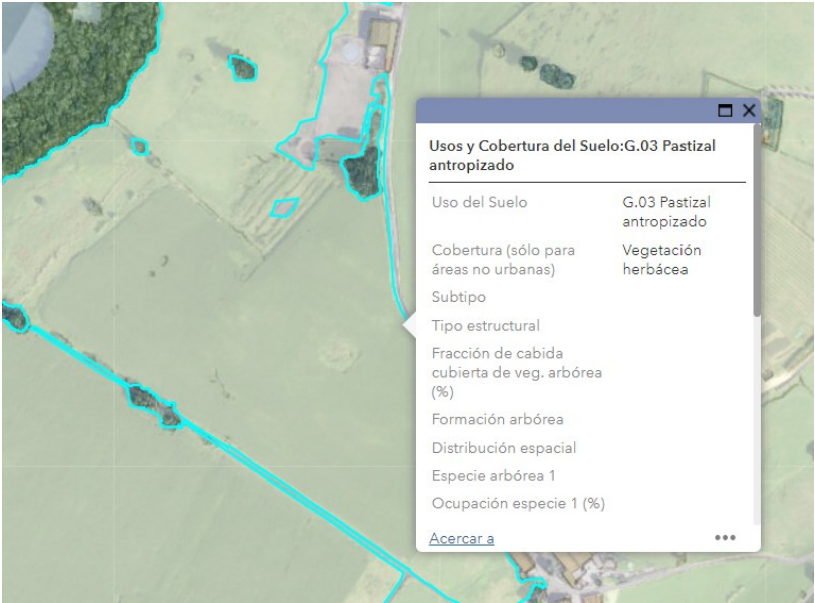 Usos y Cobertura del Suelo:G.03 Pastizal
antropizado
Uso del Suelo G.03 Pastizal
antropizado
Cobertura (sólo para Vegetación
áreas no urbanas) herbácea
Subtipo
Tipo estructural
Fracción de cabida
cubierta de veg. arbórea
(%)
Formación arbórea
Distribución espacial
Especie arbórea 1
Ocupación especie 1 (%)
Acercar a